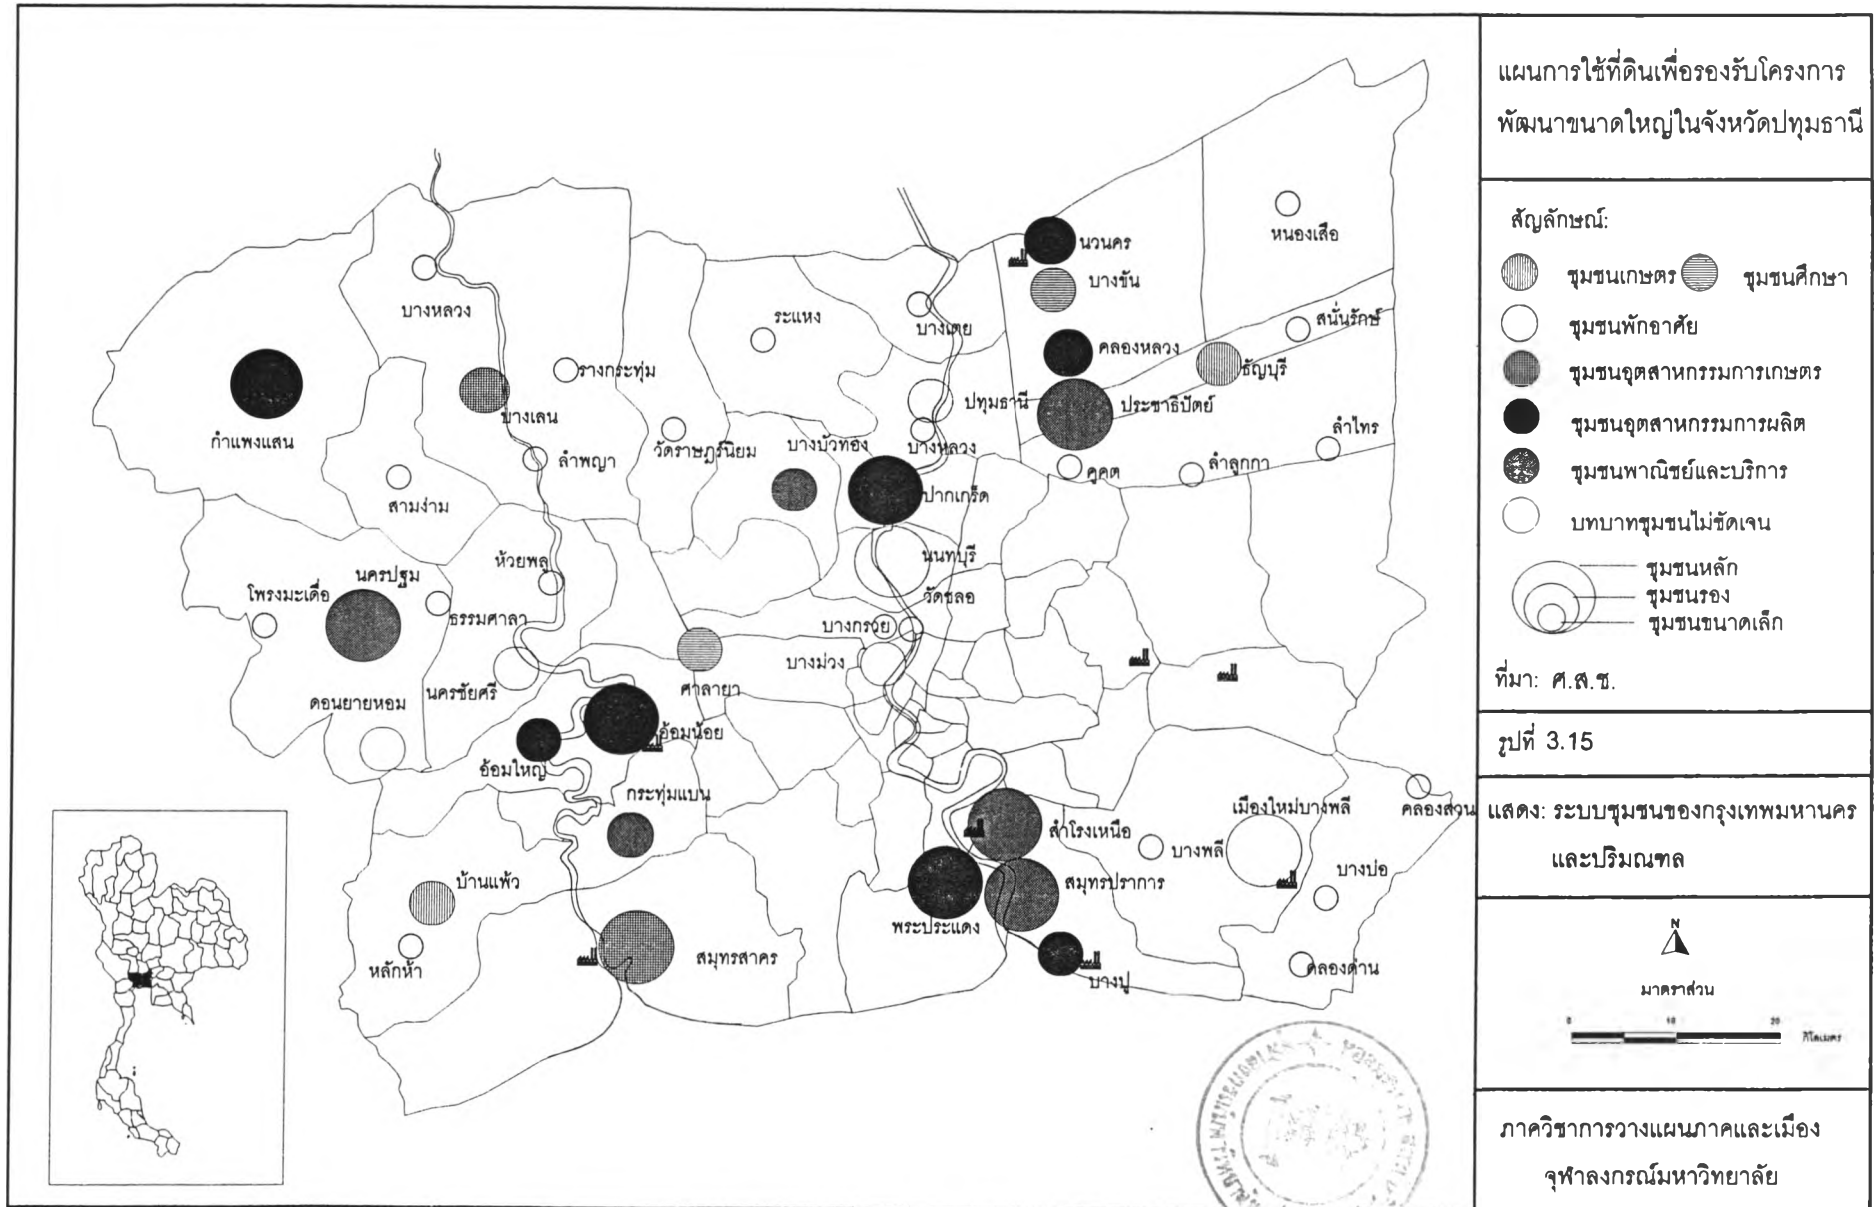 แผนการใช้ที่ดินเพื่อรองรับโครงการ
พัฒนาขนาดใหญ่ในจังหวัดปทุมธานี
สัญลักษณ์:
ชุมชนเกษตร ชุมชนศึกษา
ชุมชนพักอาศัย
ชุมชนอุตสาหกรรมการเกษตร
ชุมชนอุตสาหกรรมการผลิต
ชุมชนพาณิชย์และบริการ
บทบาทชุมชนไม่ชัดเจน
ชุมชนหลัก
ชุมชนรอง
ชุมชนขนาดเล็ก
ที่มา: ศ.ส.ช.
รูปที่ 3.15
แสดง: ระบบชุมชนของกรุงเทพมหานคร
และปริมณฑล
N
มาตราส่วน
0 10 20
กิโลเมตร
ภาควิชาการวางแผนภาคและเมือง
จุฬาลงกรณ์มหาวิทยาลัย
หนองเสือ
นวนคร
บางขัน
บางหลวง
ระแหง
บางเตย
สนั่นรักษ์
คลองหลวง
รางกระทุ่ม
ธัญบุรี
ปทุมธานี
ประชาธิปัตย์
บางเลน
กำแพงแสน
วัดราษฎร์นิยม
บางบัวทอง
บางหลวง
ลำไทร
ลำพญา
คูคต
ลำลูกกา
สามง่าม
ปากเกร็ด
ห้วยพลู
นนทบุรี
นครปฐม
โพรงมะเดื่อ
วัดชลอ
ธรรมศาลา
บางกรวย
บางม่วง
นครชัยศรี
ศาลายา
ดอนยายหอม
อ้อมน้อย
อ้อมใหญ่
กระทุ่มแบน
เมืองใหม่บางพลี
คลองสวน
สำโรงเหนือ
บางพลี
บางบ่อ
บ้านแพ้ว
สมุทรปราการ
พระประแดง
หลักห้า
สมุทรสาคร
คลองด่าน
บางปู